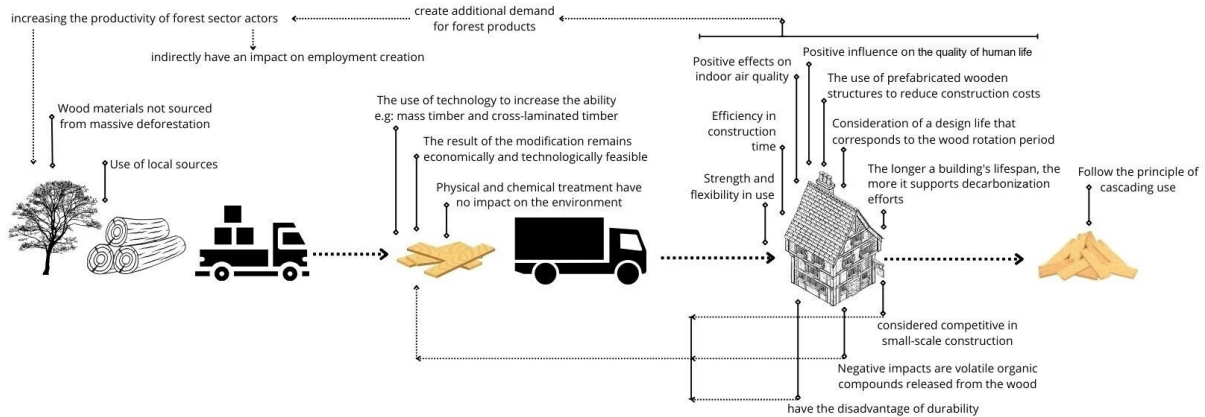 increasing the productivity of forest sector actors
create additional demand
for forest products
indirectly have an impact on employment creation
Wood materials not sourced
from massive deforestation
Use of local sources
The use of technology to increase the ability
e.g: mass timber and cross-laminated timber
The result of the modification remains
economically and technologically feasible
Physical and chemical treatment have
no impact on the environment
Positive influence on the quality of human life
Positive effects on
indoor air quality
The use of prefabricated wooden
structures to reduce construction costs
Efficiency in
construction
time
Consideration of a design life that
corresponds to the wood rotation period
Strength and
flexibility in use
The longer a building's lifespan, the
more it supports decarbonization
efforts
Follow the principle of
cascading use
considered competitive in
small-scale construction
Negative impacts are volatile organic
compounds released from the wood
have the disadvantage of durability